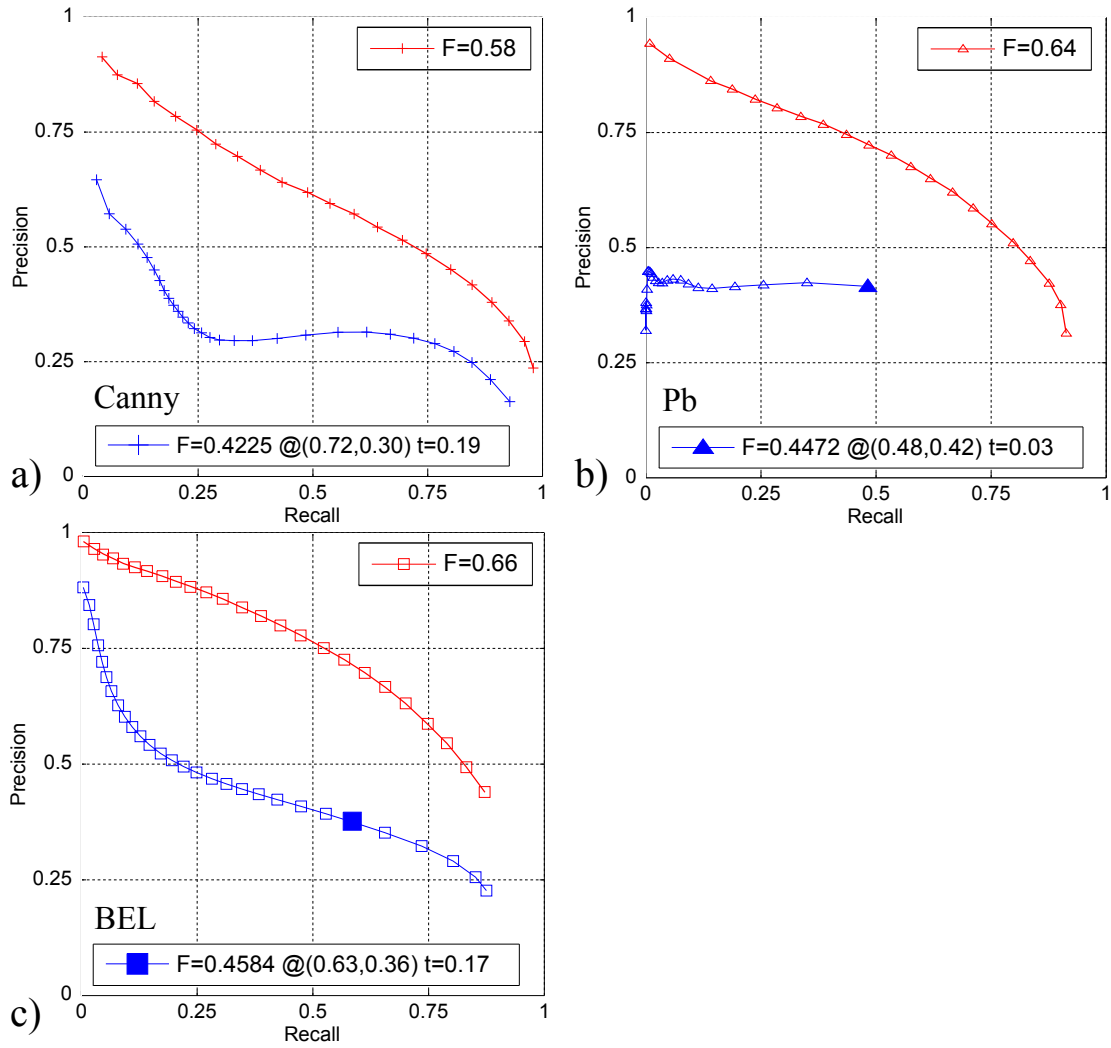 1
F=0.58
0.75
Precision
0.5
0.25
Canny
F=0.4225 @(0.72,0.30) t=0.19
0
a)
0 0.25 0.5 0.75 1
Recall
1
F=0.64
0.75
Precision
0.5
0.25
Pb
F=0.4472 @(0.48,0.42) t=0.03
0
b)
0 0.25 0.5 0.75 1
Recall
1
F=0.66
0.75
Precision
0.5
0.25
BEL
F=0.4584 @(0.63,0.36) t=0.17
0
c)
0 0.25 0.5 0.75 1
Recall